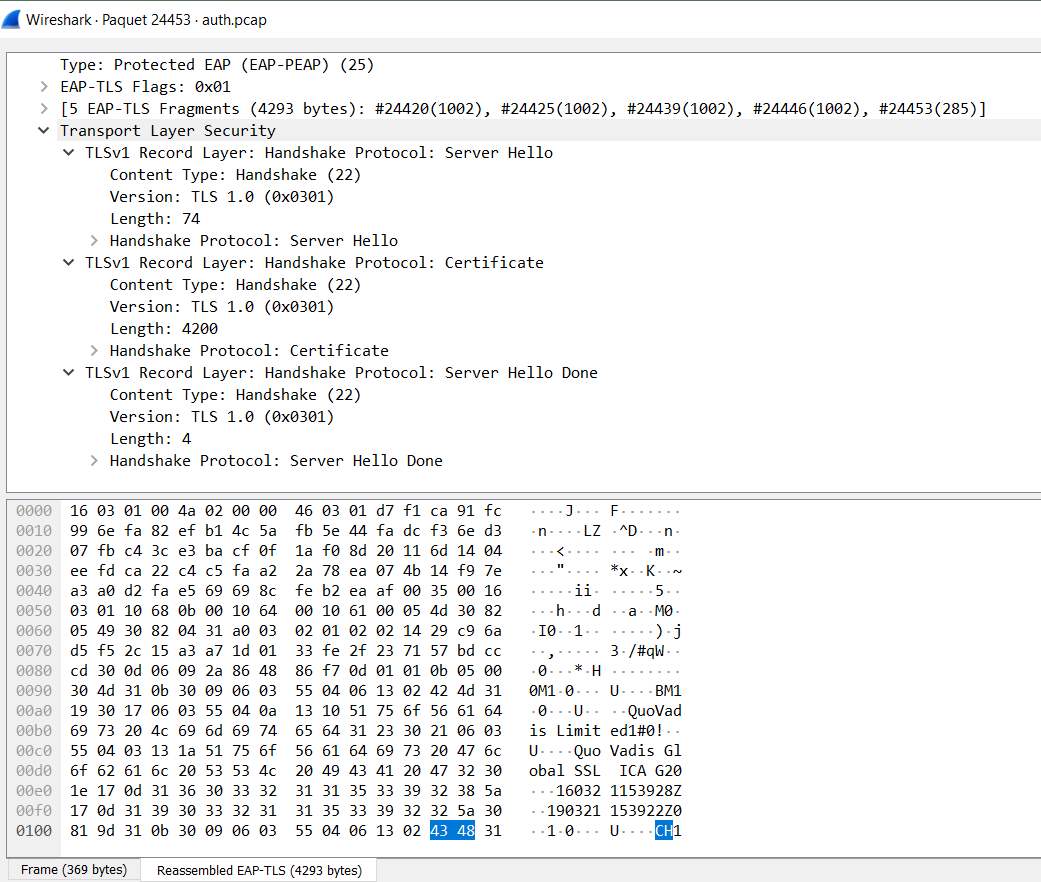 Wireshark · Paquet 24453 · auth.pcap
Type: Protected EAP (EAP-PEAP) (25)
EAP-TLS Flags: 0x01
[5 EAP-TLS Fragments (4293 bytes): #24420(1002), #24425(1002), #24439(1002), #24446(1002), #24453(285)]
Transport Layer Security
TLSv1 Record Layer: Handshake Protocol: Server Hello
Content Type: Handshake (22)
Version: TLS 1.0 (0x0301)
Length: 74
Handshake Protocol: Server Hello
TLSv1 Record Layer: Handshake Protocol: Certificate
Content Type: Handshake (22)
Version: TLS 1.0 (0x0301)
Length: 4200
Handshake Protocol: Certificate
TLSv1 Record Layer: Handshake Protocol: Server Hello Done
Content Type: Handshake (22)
Version: TLS 1.0 (0x0301)
Length: 4
Handshake Protocol: Server Hello Done
0000 16 03 01 00 4a 02 00 00 46 03 01 d7 f1 ca 91 fc ····J··· F·······
0010 99 6e fa 82 ef b1 4c 5a fb 5e 44 fa dc f3 6e d3 ·n····LZ ·^D···n·
0020 07 fb c4 3c e3 ba cf 0f 1a f0 8d 20 11 6d 14 04 ···<···· ··· ·m··
0030 ee fd ca 22 c4 c5 fa a2 2a 78 ea 07 4b 14 f9 7e ···"···· *x··K··~
0040 a3 a0 d2 fa e5 69 69 8c fe b2 ea af 00 35 00 16 ·····ii· ·····5··
0050 03 01 10 68 0b 00 10 64 00 10 61 00 05 4d 30 82 ···h···d ··a··M0·
0060 05 49 30 82 04 31 a0 03 02 01 02 02 14 29 c9 6a ·I0··1·· ·····)·j
0070 d5 f5 2c 15 a3 a7 1d 01 33 fe 2f 23 71 57 bd cc ··,····· 3·/#qW··
0080 cd 30 0d 06 09 2a 86 48 86 f7 0d 01 01 0b 05 00 ·0···*·H ········
0090 30 4d 31 0b 30 09 06 03 55 04 06 13 02 42 4d 31 0M1·0··· U····BM1
00a0 19 30 17 06 03 55 04 0a 13 10 51 75 6f 56 61 64 ·0···U·· ··QuoVad
00b0 69 73 20 4c 69 6d 69 74 65 64 31 23 30 21 06 03 is Limit ed1#0!··
00c0 55 04 03 13 1a 51 75 6f 56 61 64 69 73 20 47 6c U····Quo Vadis Gl
00d0 6f 62 61 6c 20 53 53 4c 20 49 43 41 20 47 32 30 obal SSL  ICA G20
00e0 1e 17 0d 31 36 30 33 32 31 31 35 33 39 32 38 5a ···16032 1153928Z
00f0 17 0d 31 39 30 33 32 31 31 35 33 39 32 32 5a 30 ··190321 153922Z0
0100 81 9d 31 0b 30 09 06 03 55 04 06 13 02 43 48 31 ··1·0··· U····CH1
Frame (369 bytes) Reassembled EAP-TLS (4293 bytes)